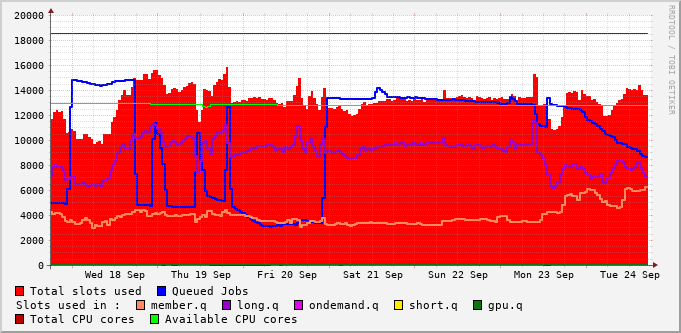 20000
18000
16000
14000
12000
10000
8000
6000
4000
2000
0
Wed 18 Sep Thu 19 Sep Fri 20 Sep Sat 21 Sep Sun 22 Sep Mon 23 Sep Tue 24 Sep
RRDTOOL / TOBI OETIKER
Total slots used Queued Jobs
Slots used in : member.q long.q ondemand.q short.q gpu.q
Total CPU cores Available CPU cores